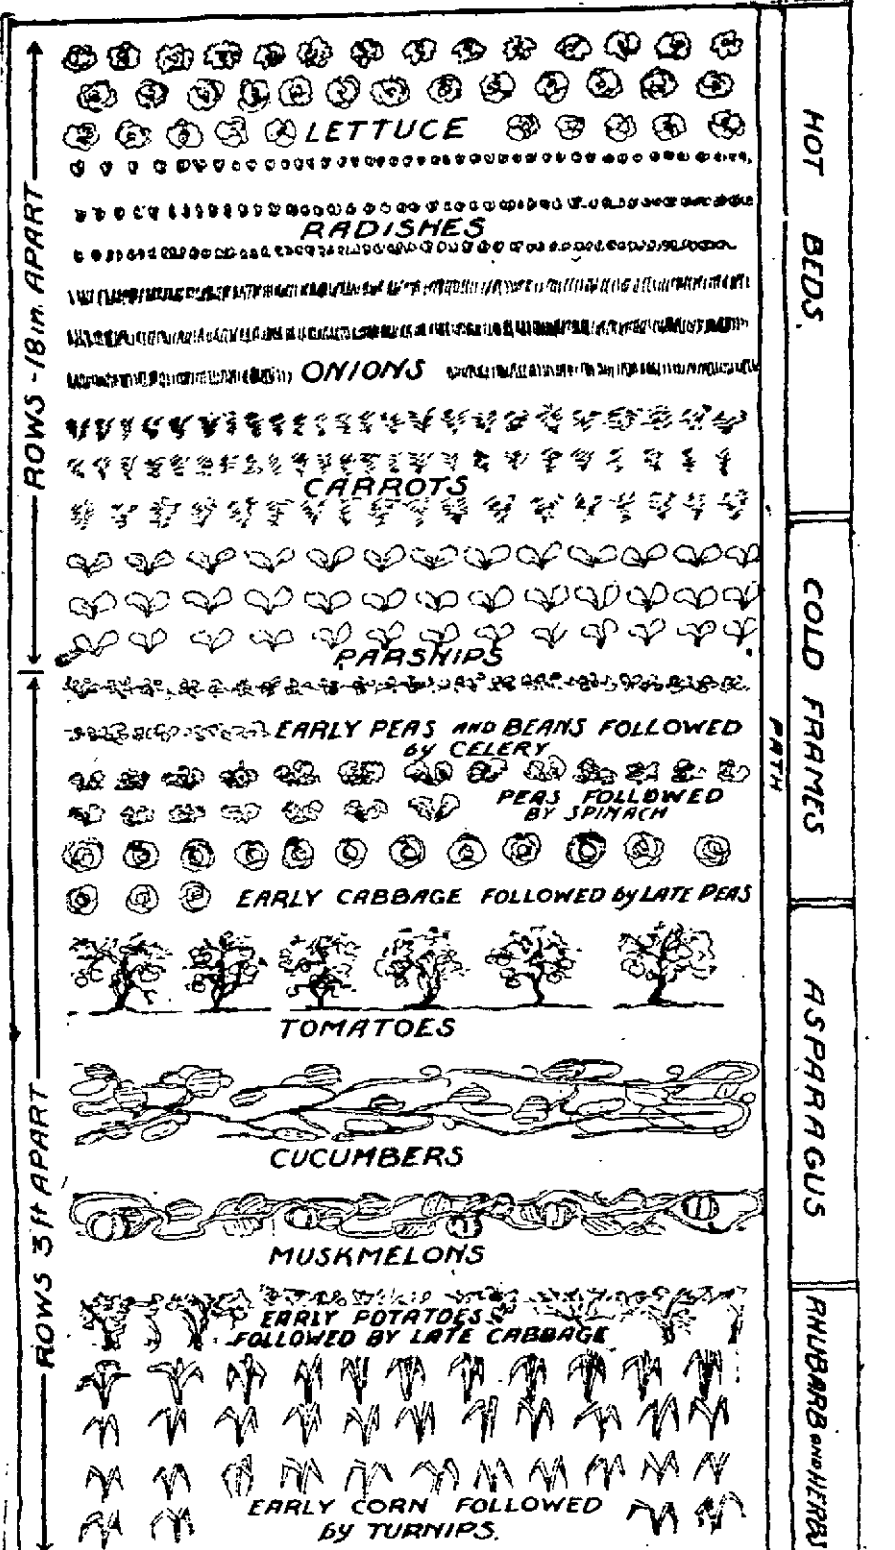 LETTUCE
RADISHES
ONIONS
CARROTS
PARSNIPS
EARLY PEAS AND BEANS FOLLOWED
by CELERY
PEAS FOLLOWED
BY SPINACH
EARLY CABBAGE FOLLOWED by LATE PEAS
TOMATOES
CUCUMBERS
MUSKMELONS
EARLY POTATOES
FOLLOWED BY LATE CABBAGE
EARLY CORN FOLLOWED
by TURNIPS.
ROWS - 18 in. APART
ROWS 3 ft APART
PATH
HOT BEDS.
COLD FRAMES
ASPARAGUS
RHUBARB AND HERBS